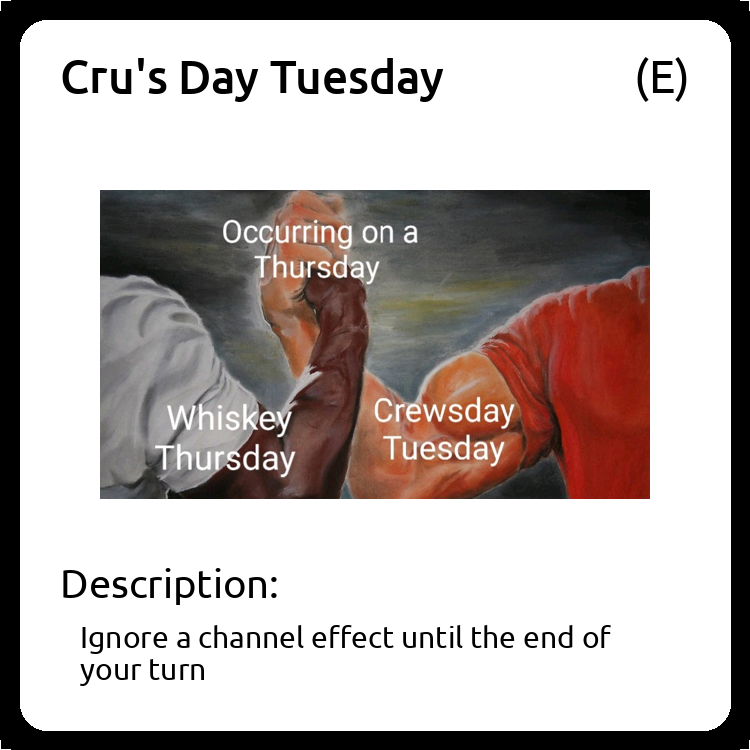 Cru's Day Tuesday (E)
Occurring on a
Thursday
Whiskey
Thursday
Crewsday
Tuesday
Description:
Ignore a channel effect until the end of
your turn